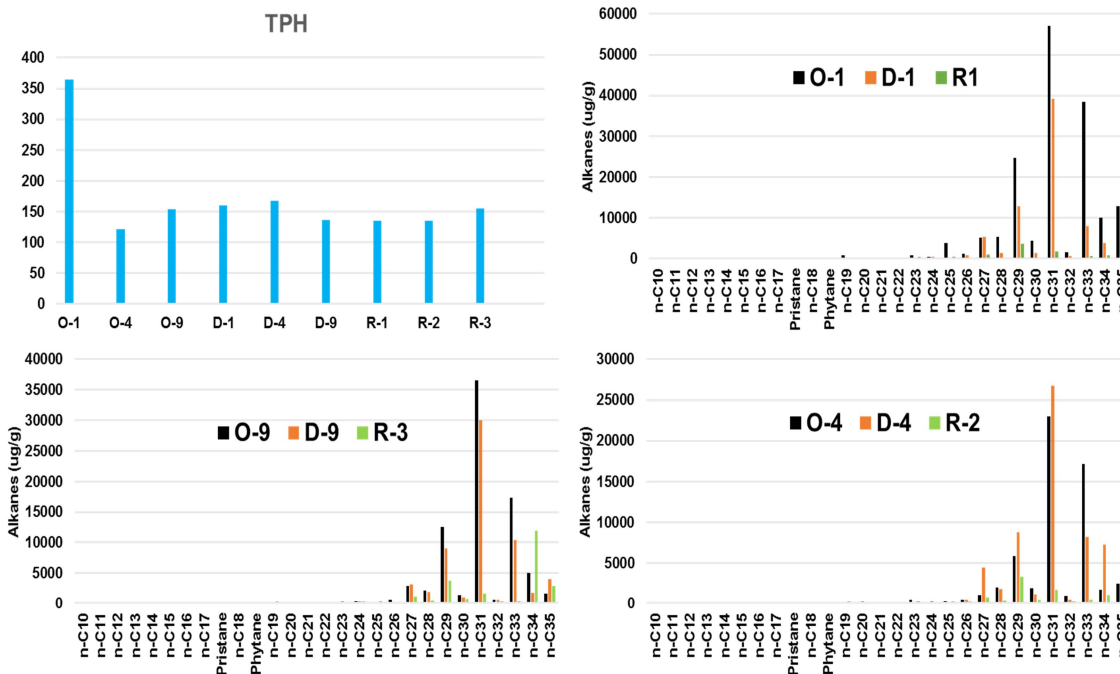 TPH
400
350
300
250
200
150
100
50
0
O-1 O-4 O-9 D-1 D-4 D-9 R-1 R-2 R-3
Alkanes (ug/g)
60000
50000
40000
30000
20000
10000
0
O-1 D-1 R1
n-C10 n-C11 n-C12 n-C13 n-C14 n-C15 n-C16 n-C17 Pristane n-C18 Phytane n-C19 n-C20 n-C21 n-C22 n-C23 n-C24 n-C25 n-C26 n-C27 n-C28 n-C29 n-C30 n-C31 n-C32 n-C33 n-C34
Alkanes (ug/g)
40000
35000
30000
25000
20000
15000
10000
5000
0
O-9 D-9 R-3
n-C10 n-C11 n-C12 n-C13 n-C14 n-C15 n-C16 n-C17 Pristane n-C18 Phytane n-C19 n-C20 n-C21 n-C22 n-C23 n-C24 n-C25 n-C26 n-C27 n-C28 n-C29 n-C30 n-C31 n-C32 n-C33 n-C34 n-C35
Alkanes (ug/g)
30000
25000
20000
15000
10000
5000
0
O-4 D-4 R-2
n-C10 n-C11 n-C12 n-C13 n-C14 n-C15 n-C16 n-C17 Pristane n-C18 Phytane n-C19 n-C20 n-C21 n-C22 n-C23 n-C24 n-C25 n-C26 n-C27 n-C28 n-C29 n-C30 n-C31 n-C32 n-C33 n-C34